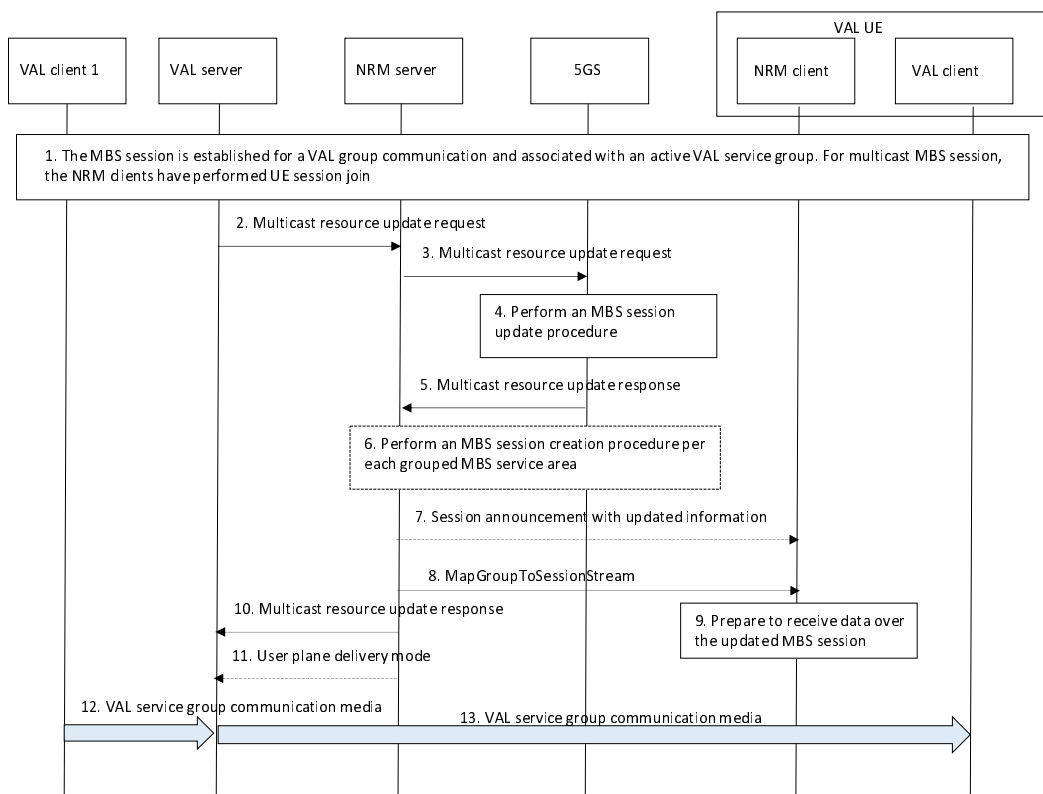 VAL UE
VAL client 1
VAL server
NRM server
5GS
NRM client
VAL client
1. The MBS session is established for a VAL group communication and associated with an active VAL service group. For multicast MBS session,
the NRM clients have performed UE session join
2. Multicast resource update request
3. Multicast resource update request
4. Perform an MBS session
update procedure
5. Multicast resource update response
6. Perform an MBS session creation procedure per
each grouped MBS service area
7. Session announcement with updated information
8. MapGroupToSessionStream
9. Prepare to receive data over
the updated MBS session
10. Multicast resource update response
11. User plane delivery mode
12. VAL service group communication media
13. VAL service group communication media